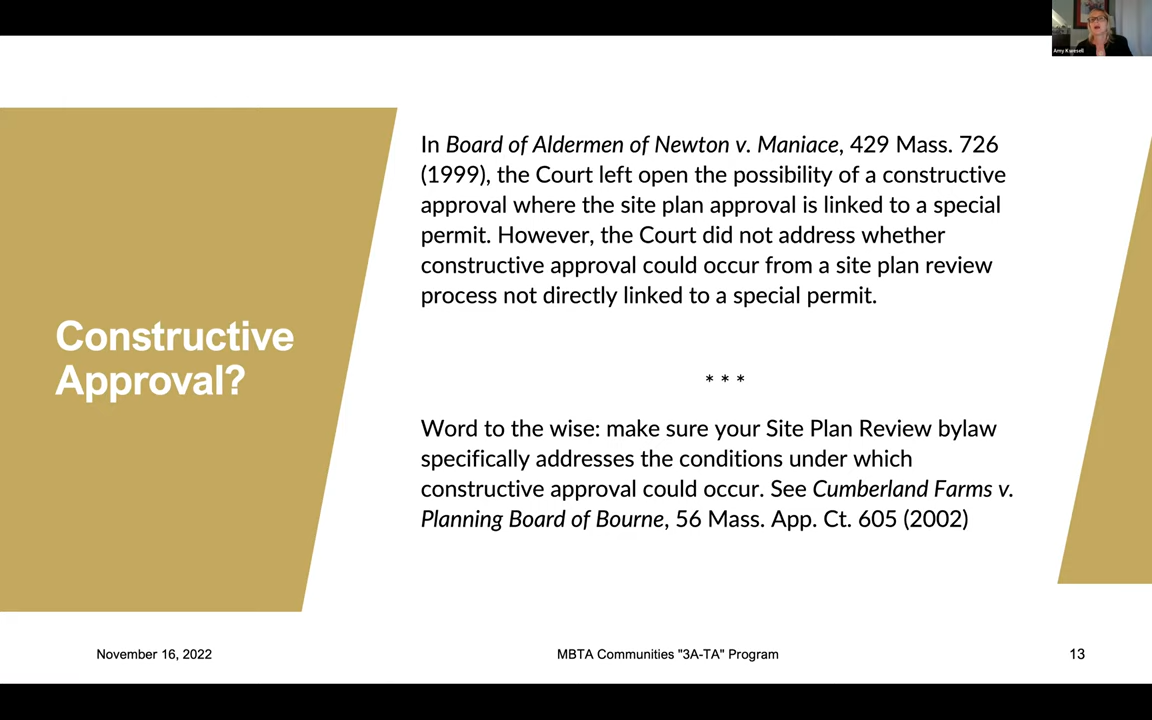 Amy Kwesell
Constructive
Approval?
In Board of Aldermen of Newton v. Maniace, 429 Mass. 726
(1999), the Court left open the possibility of a constructive
approval where the site plan approval is linked to a special
permit. However, the Court did not address whether
constructive approval could occur from a site plan review
process not directly linked to a special permit.
* * *
Word to the wise: make sure your Site Plan Review bylaw
specifically addresses the conditions under which
constructive approval could occur. See Cumberland Farms v.
Planning Board of Bourne, 56 Mass. App. Ct. 605 (2002)
November 16, 2022
MBTA Communities "3A-TA" Program
13